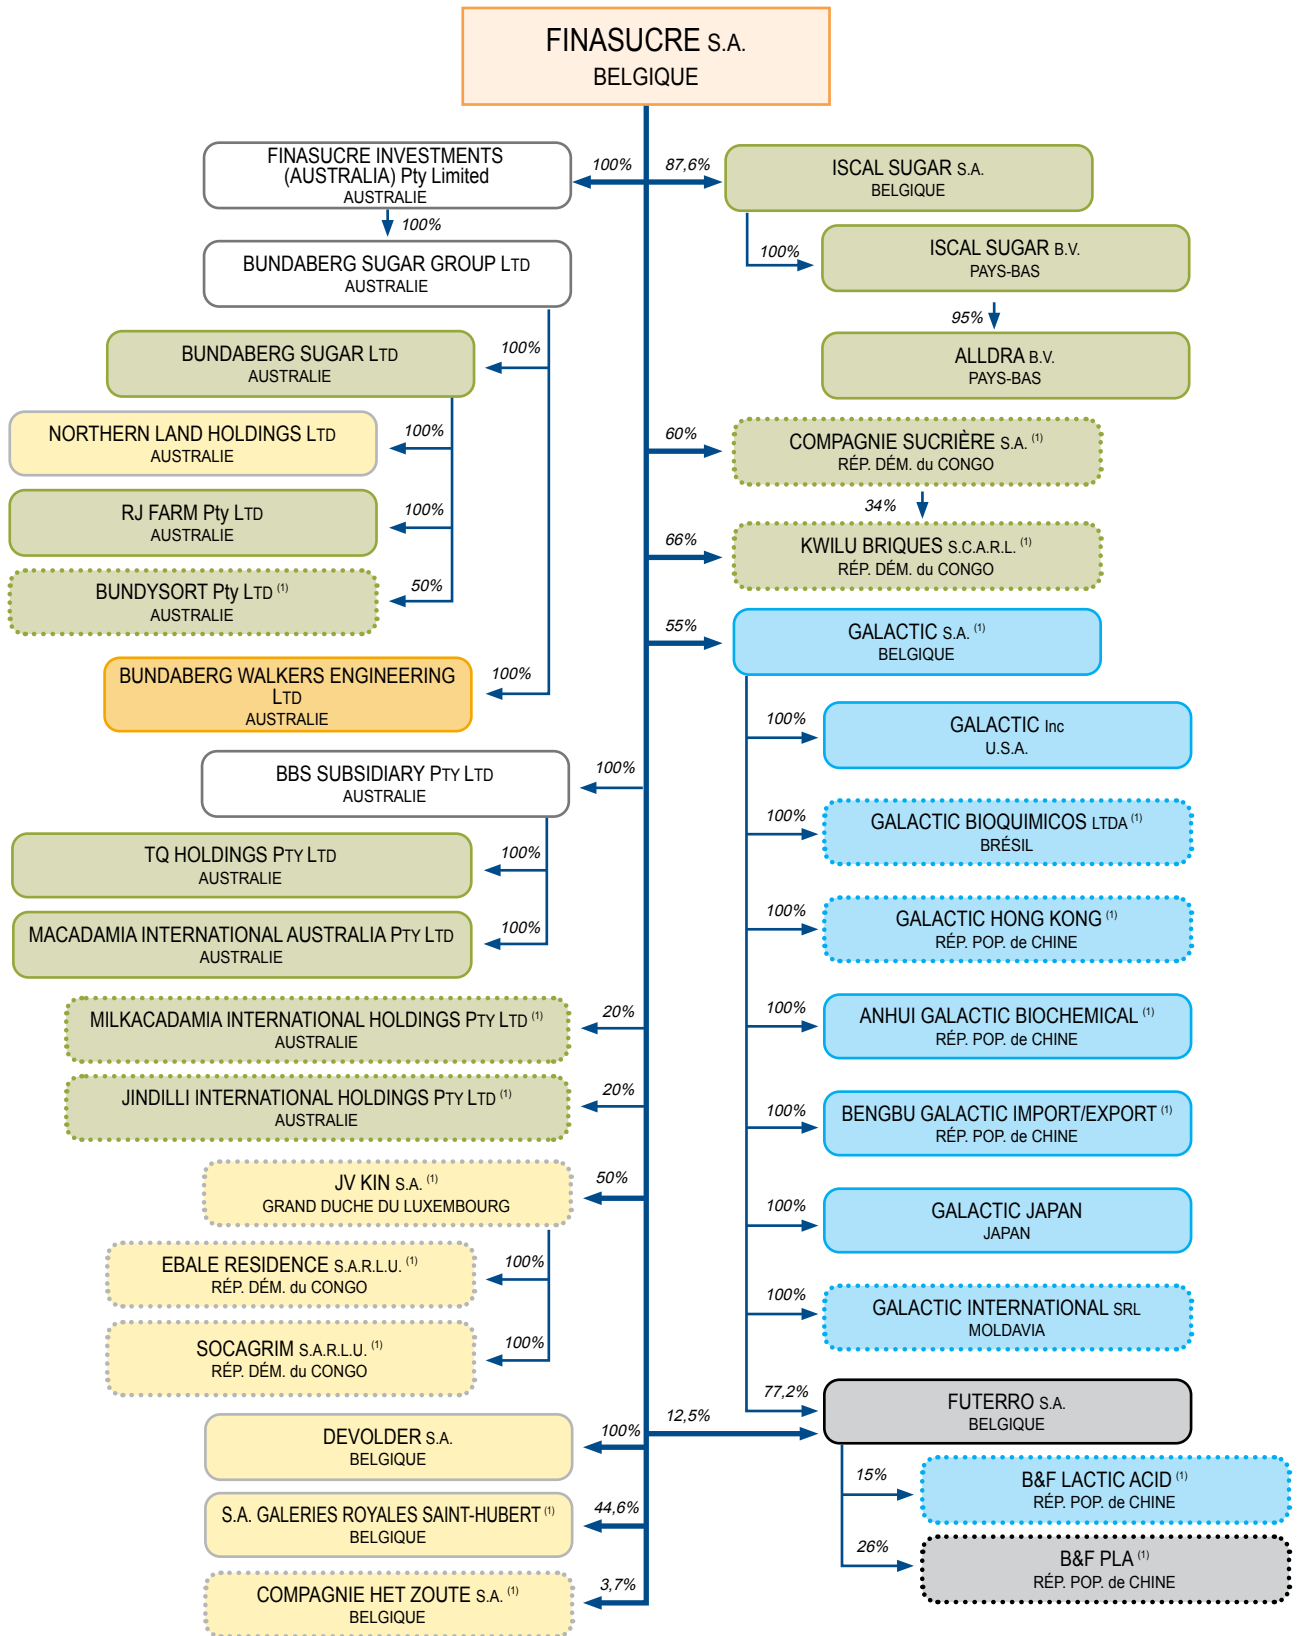 FINASUCRE S.A.
BELGIQUE
FINASUCRE INVESTMENTS
(AUSTRALIA) Pty Limited
AUSTRALIE
100%
87,6%
ISCAL SUGAR S.A.
BELGIQUE
100%
BUNDABERG SUGAR GROUP LTD
AUSTRALIE
100%
ISCAL SUGAR B.V.
PAYS-BAS
95%
ALLDRA B.V.
PAYS-BAS
BUNDABERG SUGAR LTD
AUSTRALIE
100%
NORTHERN LAND HOLDINGS LTD
AUSTRALIE
100%
RJ FARM Pty LTD
AUSTRALIE
100%
BUNDYSORT Pty LTD (1)
AUSTRALIE
50%
BUNDABERG WALKERS ENGINEERING
LTD
AUSTRALIE
100%
60%
COMPAGNIE SUCRIÈRE S.A. (1)
RÉP. DÉM. du CONGO
34%
66%
KWILU BRIQUES S.C.A.R.L. (1)
RÉP. DÉM. du CONGO
55%
GALACTIC S.A. (1)
BELGIQUE
100%
GALACTIC Inc
U.S.A.
100%
GALACTIC BIOQUIMICOS LTDA (1)
BRÉSIL
100%
GALACTIC HONG KONG (1)
RÉP. POP. de CHINE
100%
ANHUI GALACTIC BIOCHEMICAL (1)
RÉP. POP. de CHINE
100%
BENGBU GALACTIC IMPORT/EXPORT (1)
RÉP. POP. de CHINE
100%
GALACTIC JAPAN
JAPAN
100%
GALACTIC INTERNATIONAL SRL
MOLDAVIA
BBS SUBSIDIARY PTY LTD
AUSTRALIE
100%
TQ HOLDINGS PTY LTD
AUSTRALIE
100%
MACADAMIA INTERNATIONAL AUSTRALIA PTY LTD
AUSTRALIE
100%
MILKACADAMIA INTERNATIONAL HOLDINGS PTY LTD (1)
AUSTRALIE
20%
JINDILLI INTERNATIONAL HOLDINGS PTY LTD (1)
AUSTRALIE
20%
JV KIN S.A. (1)
GRAND DUCHE DU LUXEMBOURG
50%
EBALE RESIDENCE S.A.R.L.U. (1)
RÉP. DÉM. du CONGO
100%
SOCAGRIM S.A.R.L.U. (1)
RÉP. DÉM. du CONGO
100%
77,2%
12,5%
FUTERRO S.A.
BELGIQUE
15%
B&F LACTIC ACID (1)
RÉP. POP. de CHINE
26%
B&F PLA (1)
RÉP. POP. de CHINE
DEVOLDER S.A.
BELGIQUE
100%
S.A. GALERIES ROYALES SAINT-HUBERT (1)
BELGIQUE
44,6%
COMPAGNIE HET ZOUTE S.A. (1)
BELGIQUE
3,7%